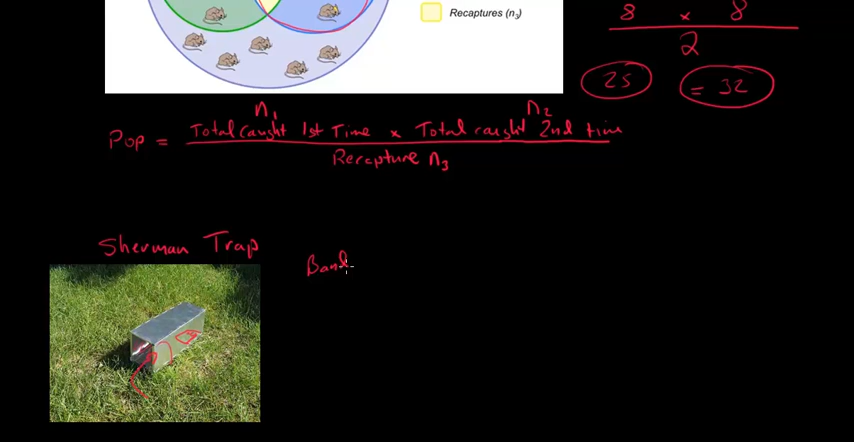 Recaptures (n₃)
8 x 8
2
25 = 32
n₁ n₂
Pop = Total caught 1st Time x Total caught 2nd time
Recapture n₃
Sherman Trap
Band